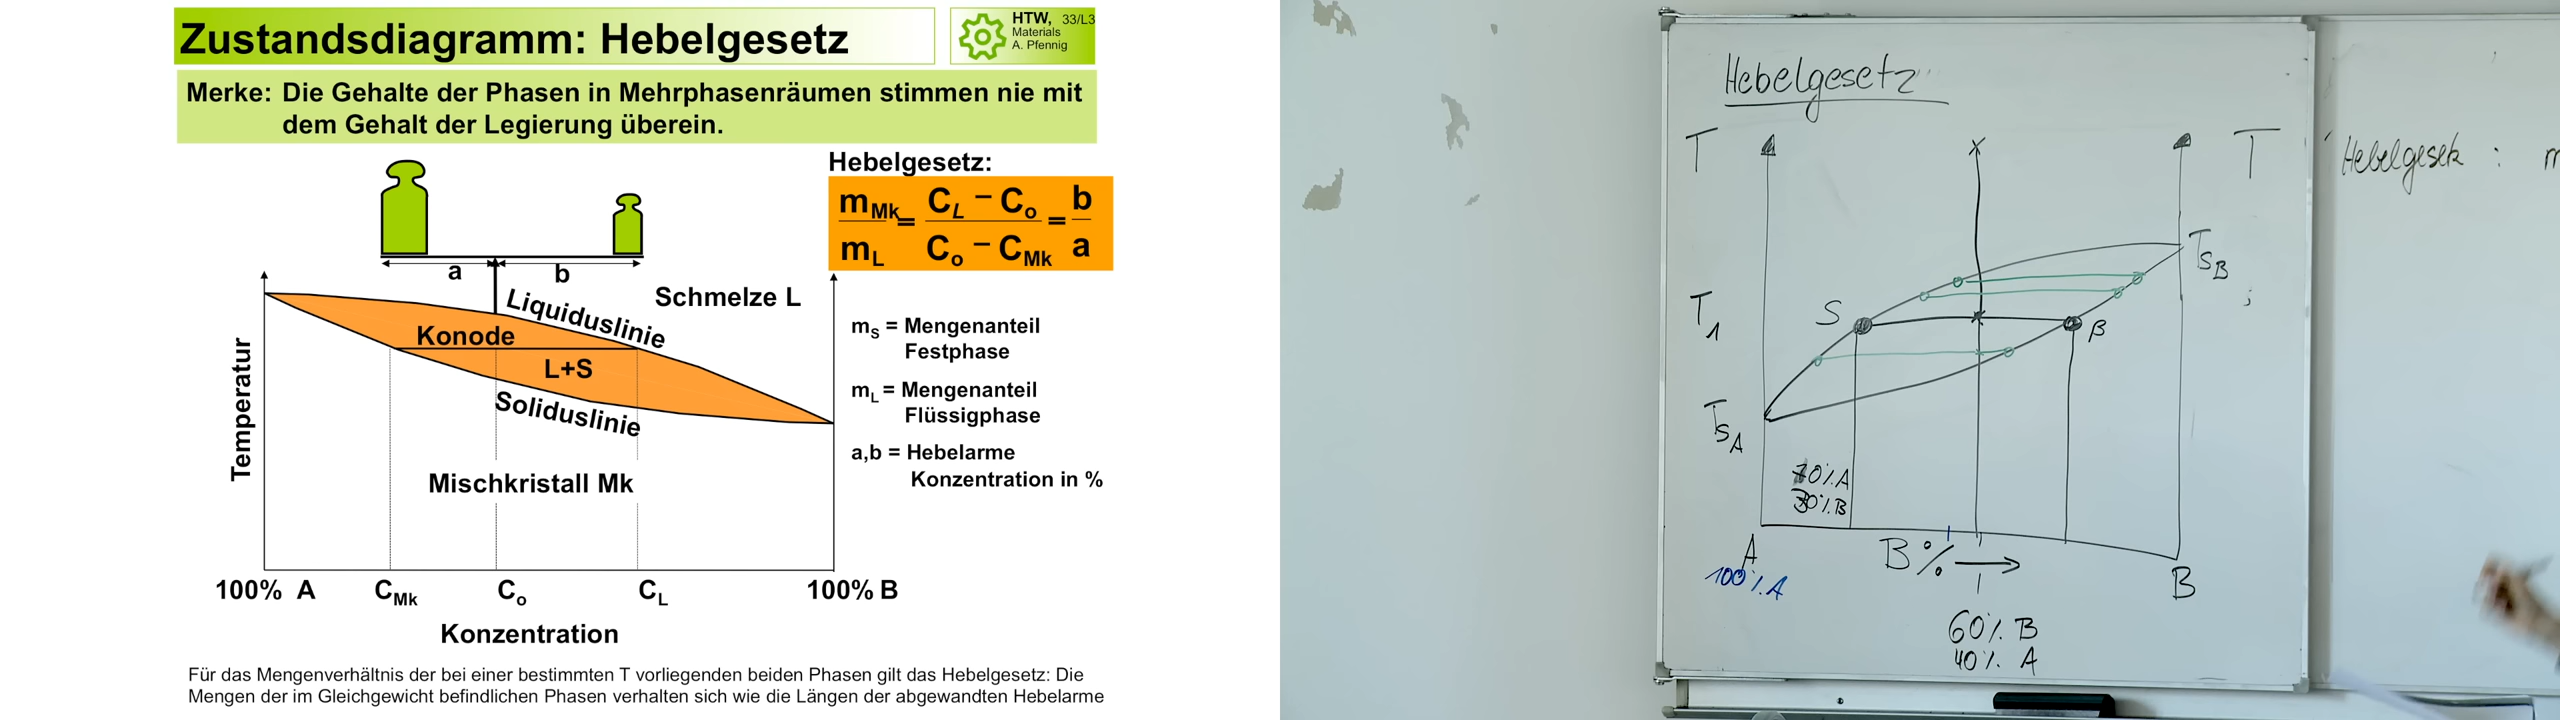 Zustandsdiagramm: Hebelgesetz
HTW, 33/L3
Materials
A. Pfennig
Merke: Die Gehalte der Phasen in Mehrphasenräumen stimmen nie mit
dem Gehalt der Legierung überein.
Hebelgesetz:
mMk = CL – Co = b
mL Co – CMk a
a
b
Liquiduslinie
Schmelze L
Konode
L+S
Soliduslinie
Mischkristall Mk
Temperatur
mS = Mengenanteil
Festphase
mL = Mengenanteil
Flüssigphase
a,b = Hebelarme
Konzentration in %
100% A
CMk
Co
CL
100% B
Konzentration
Für das Mengenverhältnis der bei einer bestimmten T vorliegenden beiden Phasen gilt das Hebelgesetz: Die
Mengen der im Gleichgewicht befindlichen Phasen verhalten sich wie die Längen der abgewandten Hebelarme
Hebelgesetz
T
T
Hebelgesetz : m
TSB
T1
S
β
TSA
70% A
30% B
A
B% →
B
100% A
60% B
40% A